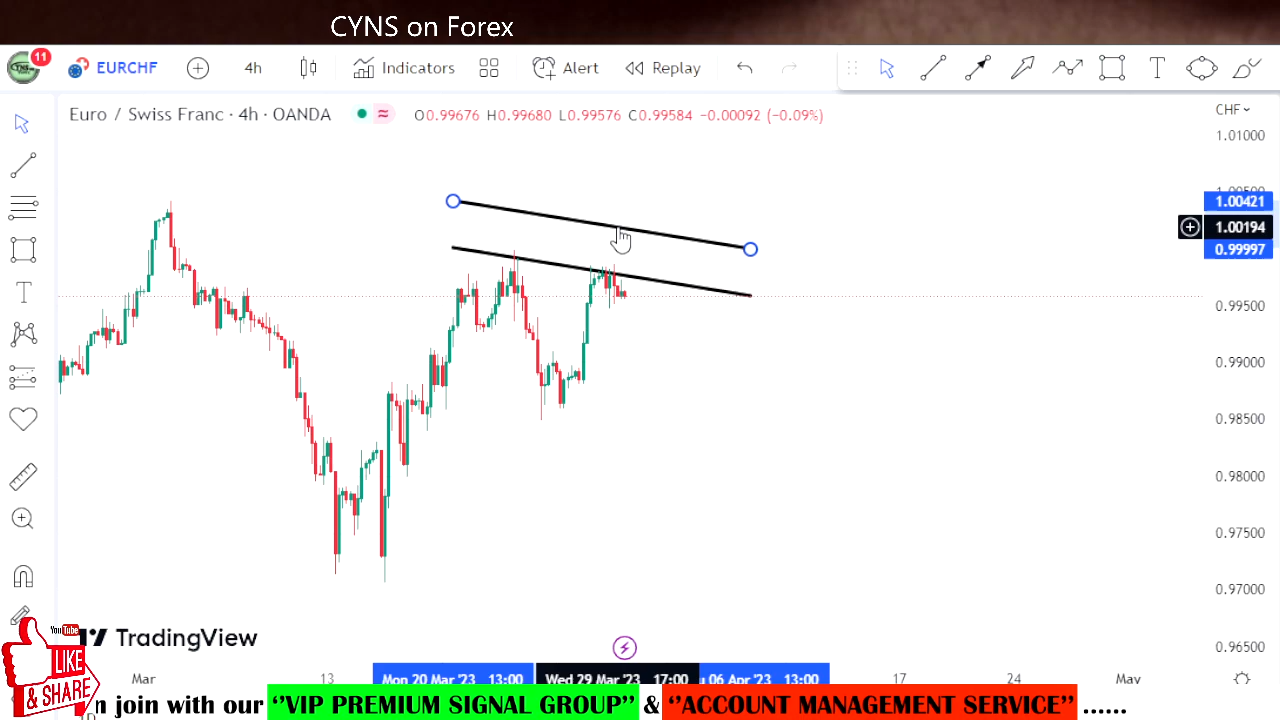 CYNS on Forex
11
EURCHF
4h
Indicators
Alert
Replay
Euro / Swiss Franc · 4h · OANDA
O0.99676 H0.99680 L0.99576 C0.99584 −0.00092 (−0.09%)
CHF
1.01000
1.00421
1.00194
0.99997
0.99500
0.99000
0.98500
0.98000
0.97500
0.97000
0.96500
TradingView
YouTube
LIKE
& SHARE
Mar
13
Mon 20 Mar '23 13:00
Wed 29 Mar '23 17:00
06 Apr '23 13:00
17
24
May
join with our ‘‘VIP PREMIUM SIGNAL GROUP’’ & ‘‘ACCOUNT MANAGEMENT SERVICE’’ ......